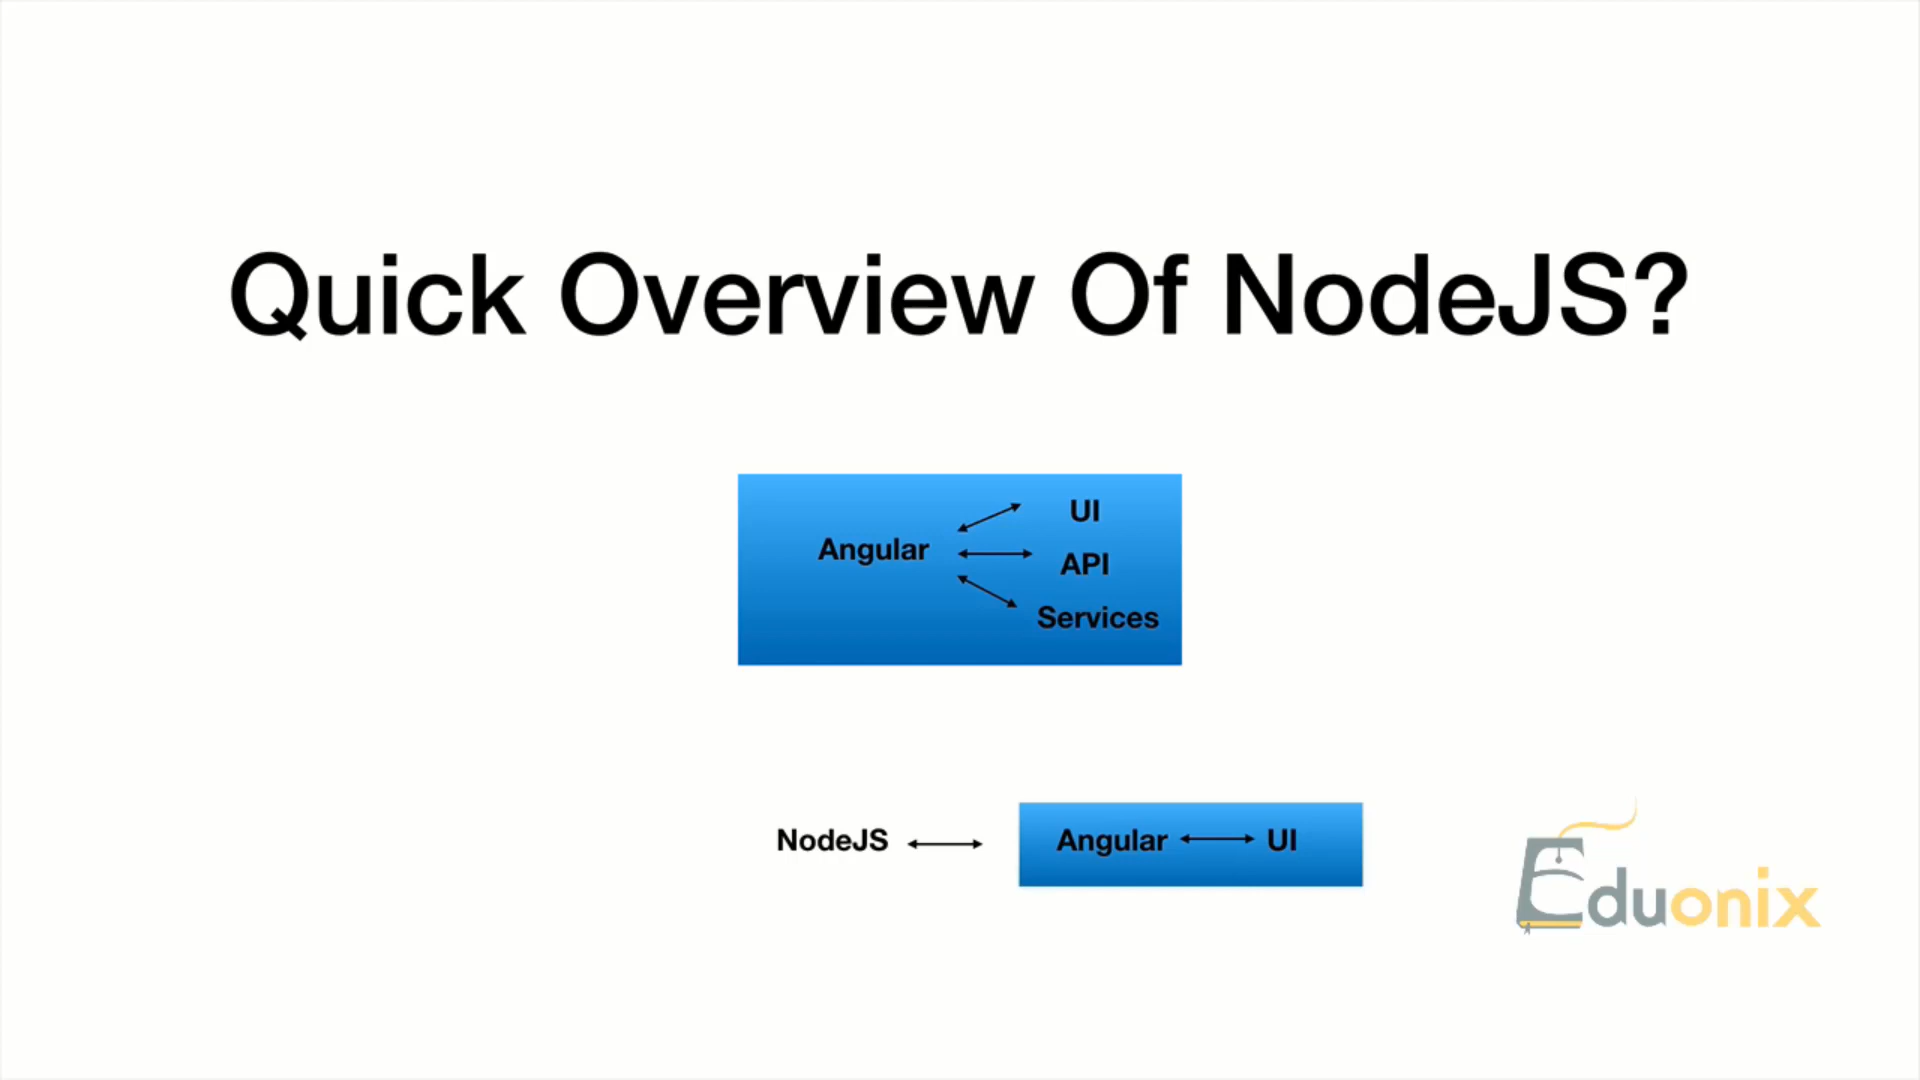 Quick Overview Of NodeJS?
UI
Angular
API
Services
NodeJS
Angular
UI
Eduonix